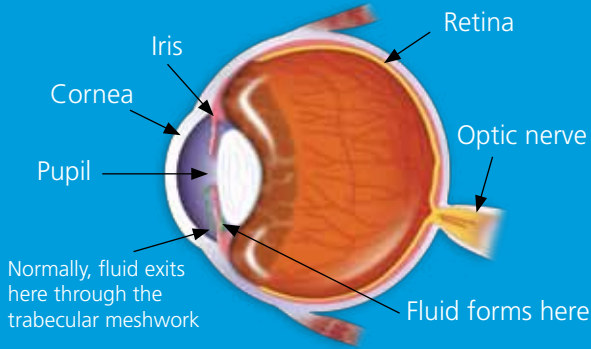 Iris
Retina
Cornea
Optic nerve
Pupil
Normally, fluid exits
here through the
trabecular meshwork
Fluid forms here